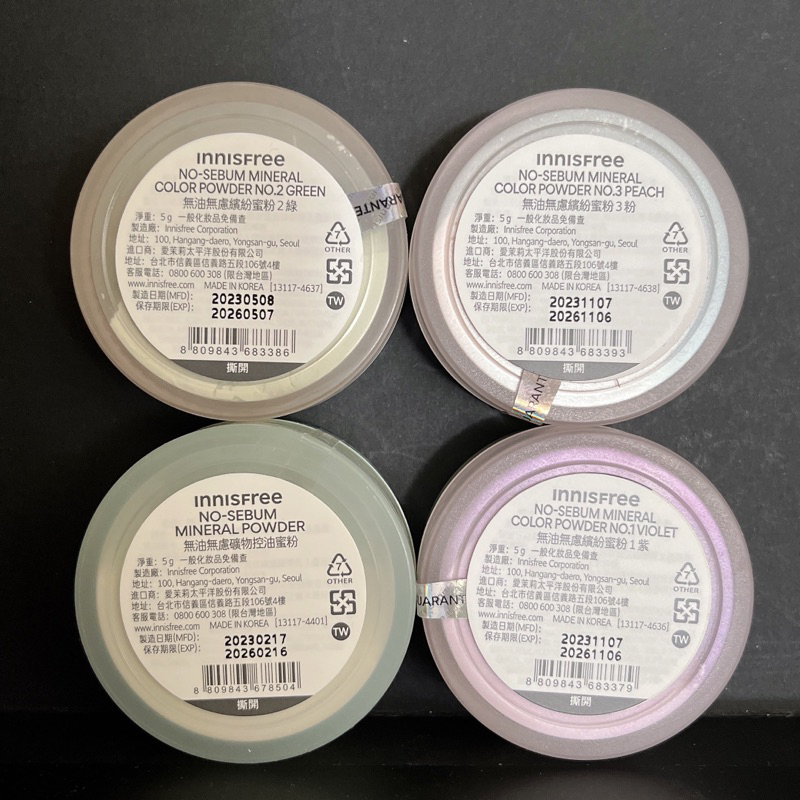 innisfree
NO-SEBUM MINERAL
COLOR POWDER NO.2 GREEN
無油無慮繽紛蜜粉2綠
淨重：5g 一般化妝品免備查
製造廠：Innisfree Corporation
地址：100, Hangang-daero, Yongsan-gu, Seoul
進口商：愛茉莉太平洋股份有限公司
地址：台北市信義區信義路五段106號4樓
客服電話：0800 600 308 [限台灣地區]
www.innisfree.com MADE IN KOREA [13117-4637]
製造日期(MFD): 20230508
保存期限(EXP): 20260507
7
OTHER
TW
8 809843 683386
撕開
ARANTE
innisfree
NO-SEBUM MINERAL
COLOR POWDER NO.3 PEACH
無油無慮繽紛蜜粉3粉
淨重：5g 一般化妝品免備查
製造廠：Innisfree Corporation
地址：100, Hangang-daero, Yongsan-gu, Seoul
進口商：愛茉莉太平洋股份有限公司
地址：台北市信義區信義路五段106號4樓
客服電話：0800 600 308 [限台灣地區]
www.innisfree.com MADE IN KOREA [13117-4638]
製造日期(MFD): 20231107
保存期限(EXP): 20261106
7
OTHER
TW
8 809843 683393
撕開
UARANT
innisfree
NO-SEBUM
MINERAL POWDER
無油無慮礦物控油蜜粉
淨重：5g 一般化妝品免備查
製造廠：Innisfree Corporation
地址：100, Hangang-daero, Yongsan-gu, Seoul
進口商：愛茉莉太平洋股份有限公司
地址：台北市信義區信義路五段106號4樓
客服電話：0800 600 308 [限台灣地區]
www.innisfree.com MADE IN KOREA [13117-4401]
製造日期(MFD): 20230217
保存期限(EXP): 20260216
7
OTHER
TW
8 809843 678504
撕開
innisfree
NO-SEBUM MINERAL
COLOR POWDER NO.1 VIOLET
無油無慮繽紛蜜粉1紫
淨重：5g 一般化妝品免備查
製造廠：Innisfree Corporation
地址：100, Hangang-daero, Yongsan-gu, Seoul
進口商：愛茉莉太平洋股份有限公司
地址：台北市信義區信義路五段106號4樓
客服電話：0800 600 308 [限台灣地區]
www.innisfree.com MADE IN KOREA [13117-4636]
製造日期(MFD): 20231107
保存期限(EXP): 20261106
7
OTHER
TW
8 809843 683379
撕開
UARANT